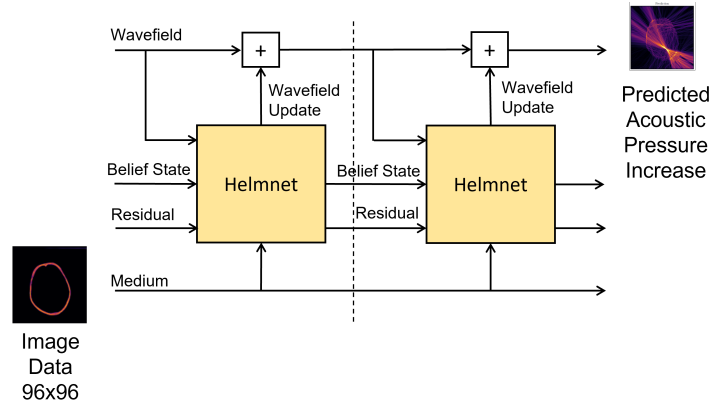 Wavefield
+
+
Wavefield
Update
Wavefield
Update
Predicted
Acoustic
Pressure
Increase
Belief State
Helmnet
Belief State
Helmnet
Residual
Residual
Medium
Image
Data
96x96